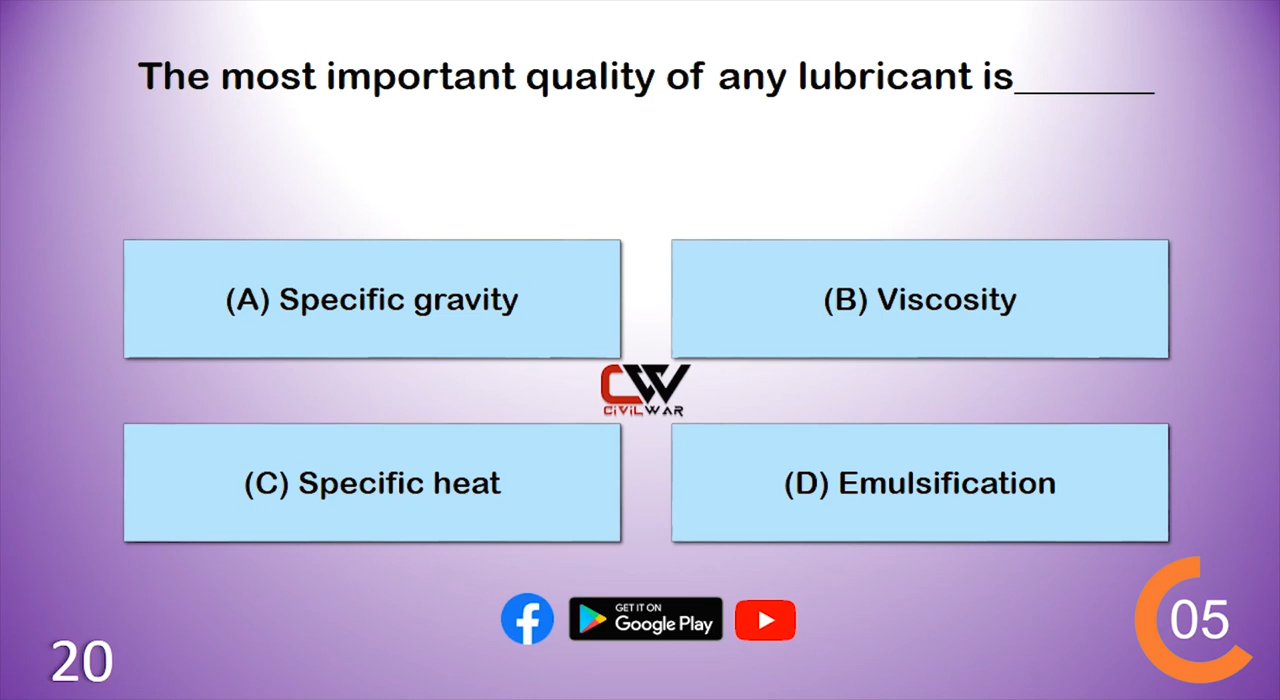 The most important quality of any lubricant is_______
(A) Specific gravity
(B) Viscosity
CW
CiViLWAR
(C) Specific heat
(D) Emulsification
GET IT ON
Google Play
05
20